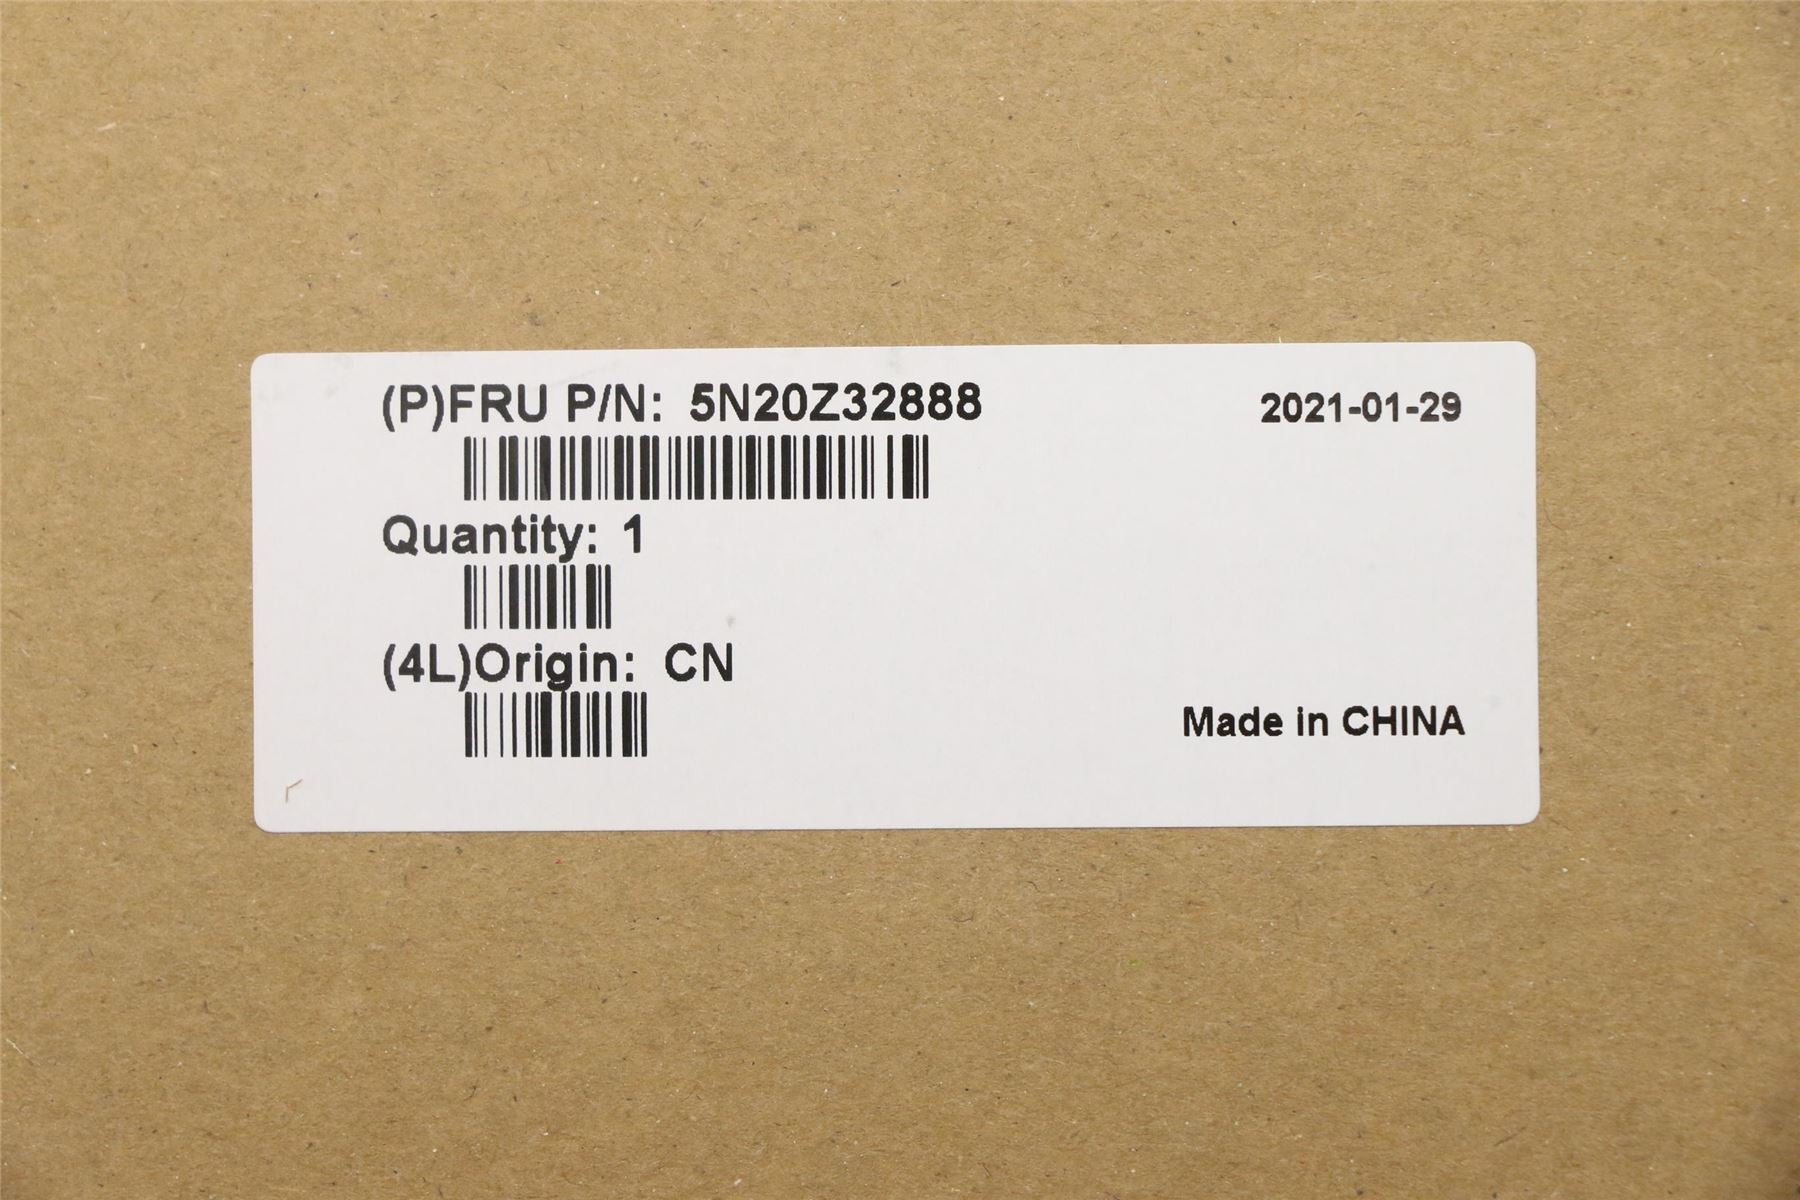 (P)FRU P/N: 5N20Z32888
2021-01-29
Quantity: 1
(4L)Origin: CN
Made in CHINA